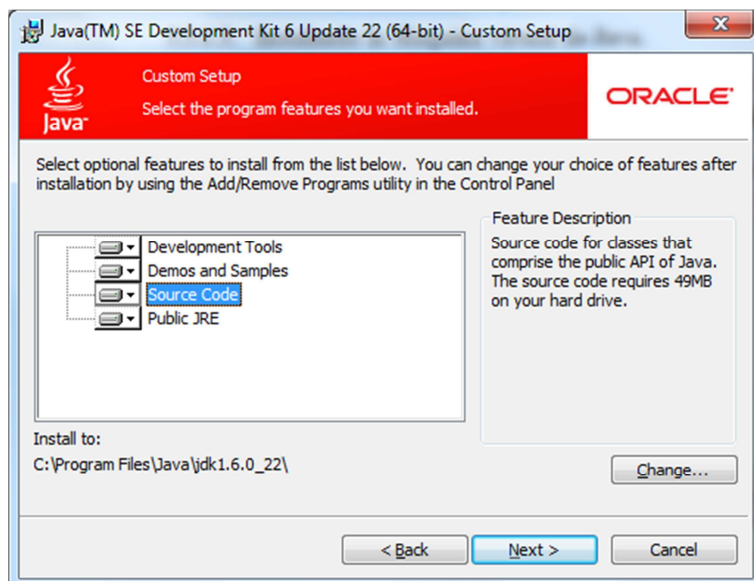 Java(TM) SE Development Kit 6 Update 22 (64-bit) - Custom Setup
Custom Setup
Select the program features you want installed.
Java™
ORACLE®
Select optional features to install from the list below. You can change your choice of features after
installation by using the Add/Remove Programs utility in the Control Panel
Development Tools
Demos and Samples
Source Code
Public JRE
Feature Description
Source code for classes that
comprise the public API of Java.
The source code requires 49MB
on your hard drive.
Install to:
C:\Program Files\Java\jdk1.6.0_22\
Change...
< Back
Next >
Cancel